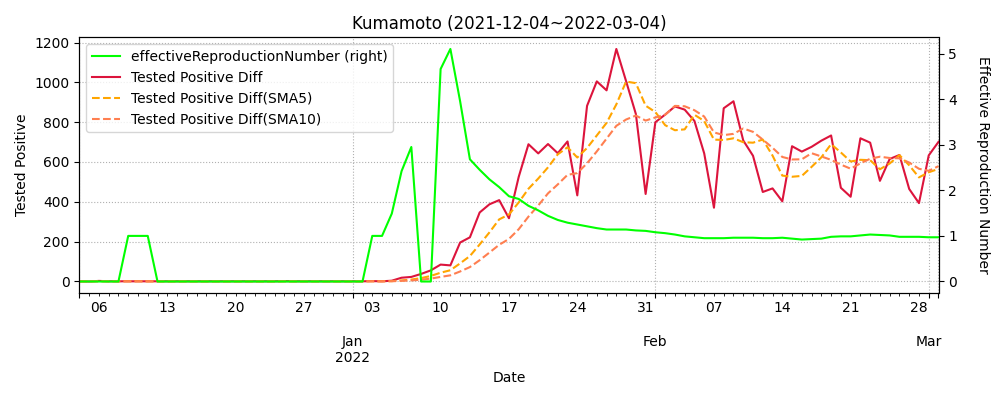 Kumamoto (2021-12-04~2022-03-04)
effectiveReproductionNumber (right)
Tested Positive Diff
Tested Positive Diff(SMA5)
Tested Positive Diff(SMA10)
Tested Positive
1200
1000
800
600
400
200
0
5
4
3
2
1
0
Effective Reproduction Number
06 13 20 27 03 10 17 24 31 07 14 21 28
Jan Feb Mar
2022
Date